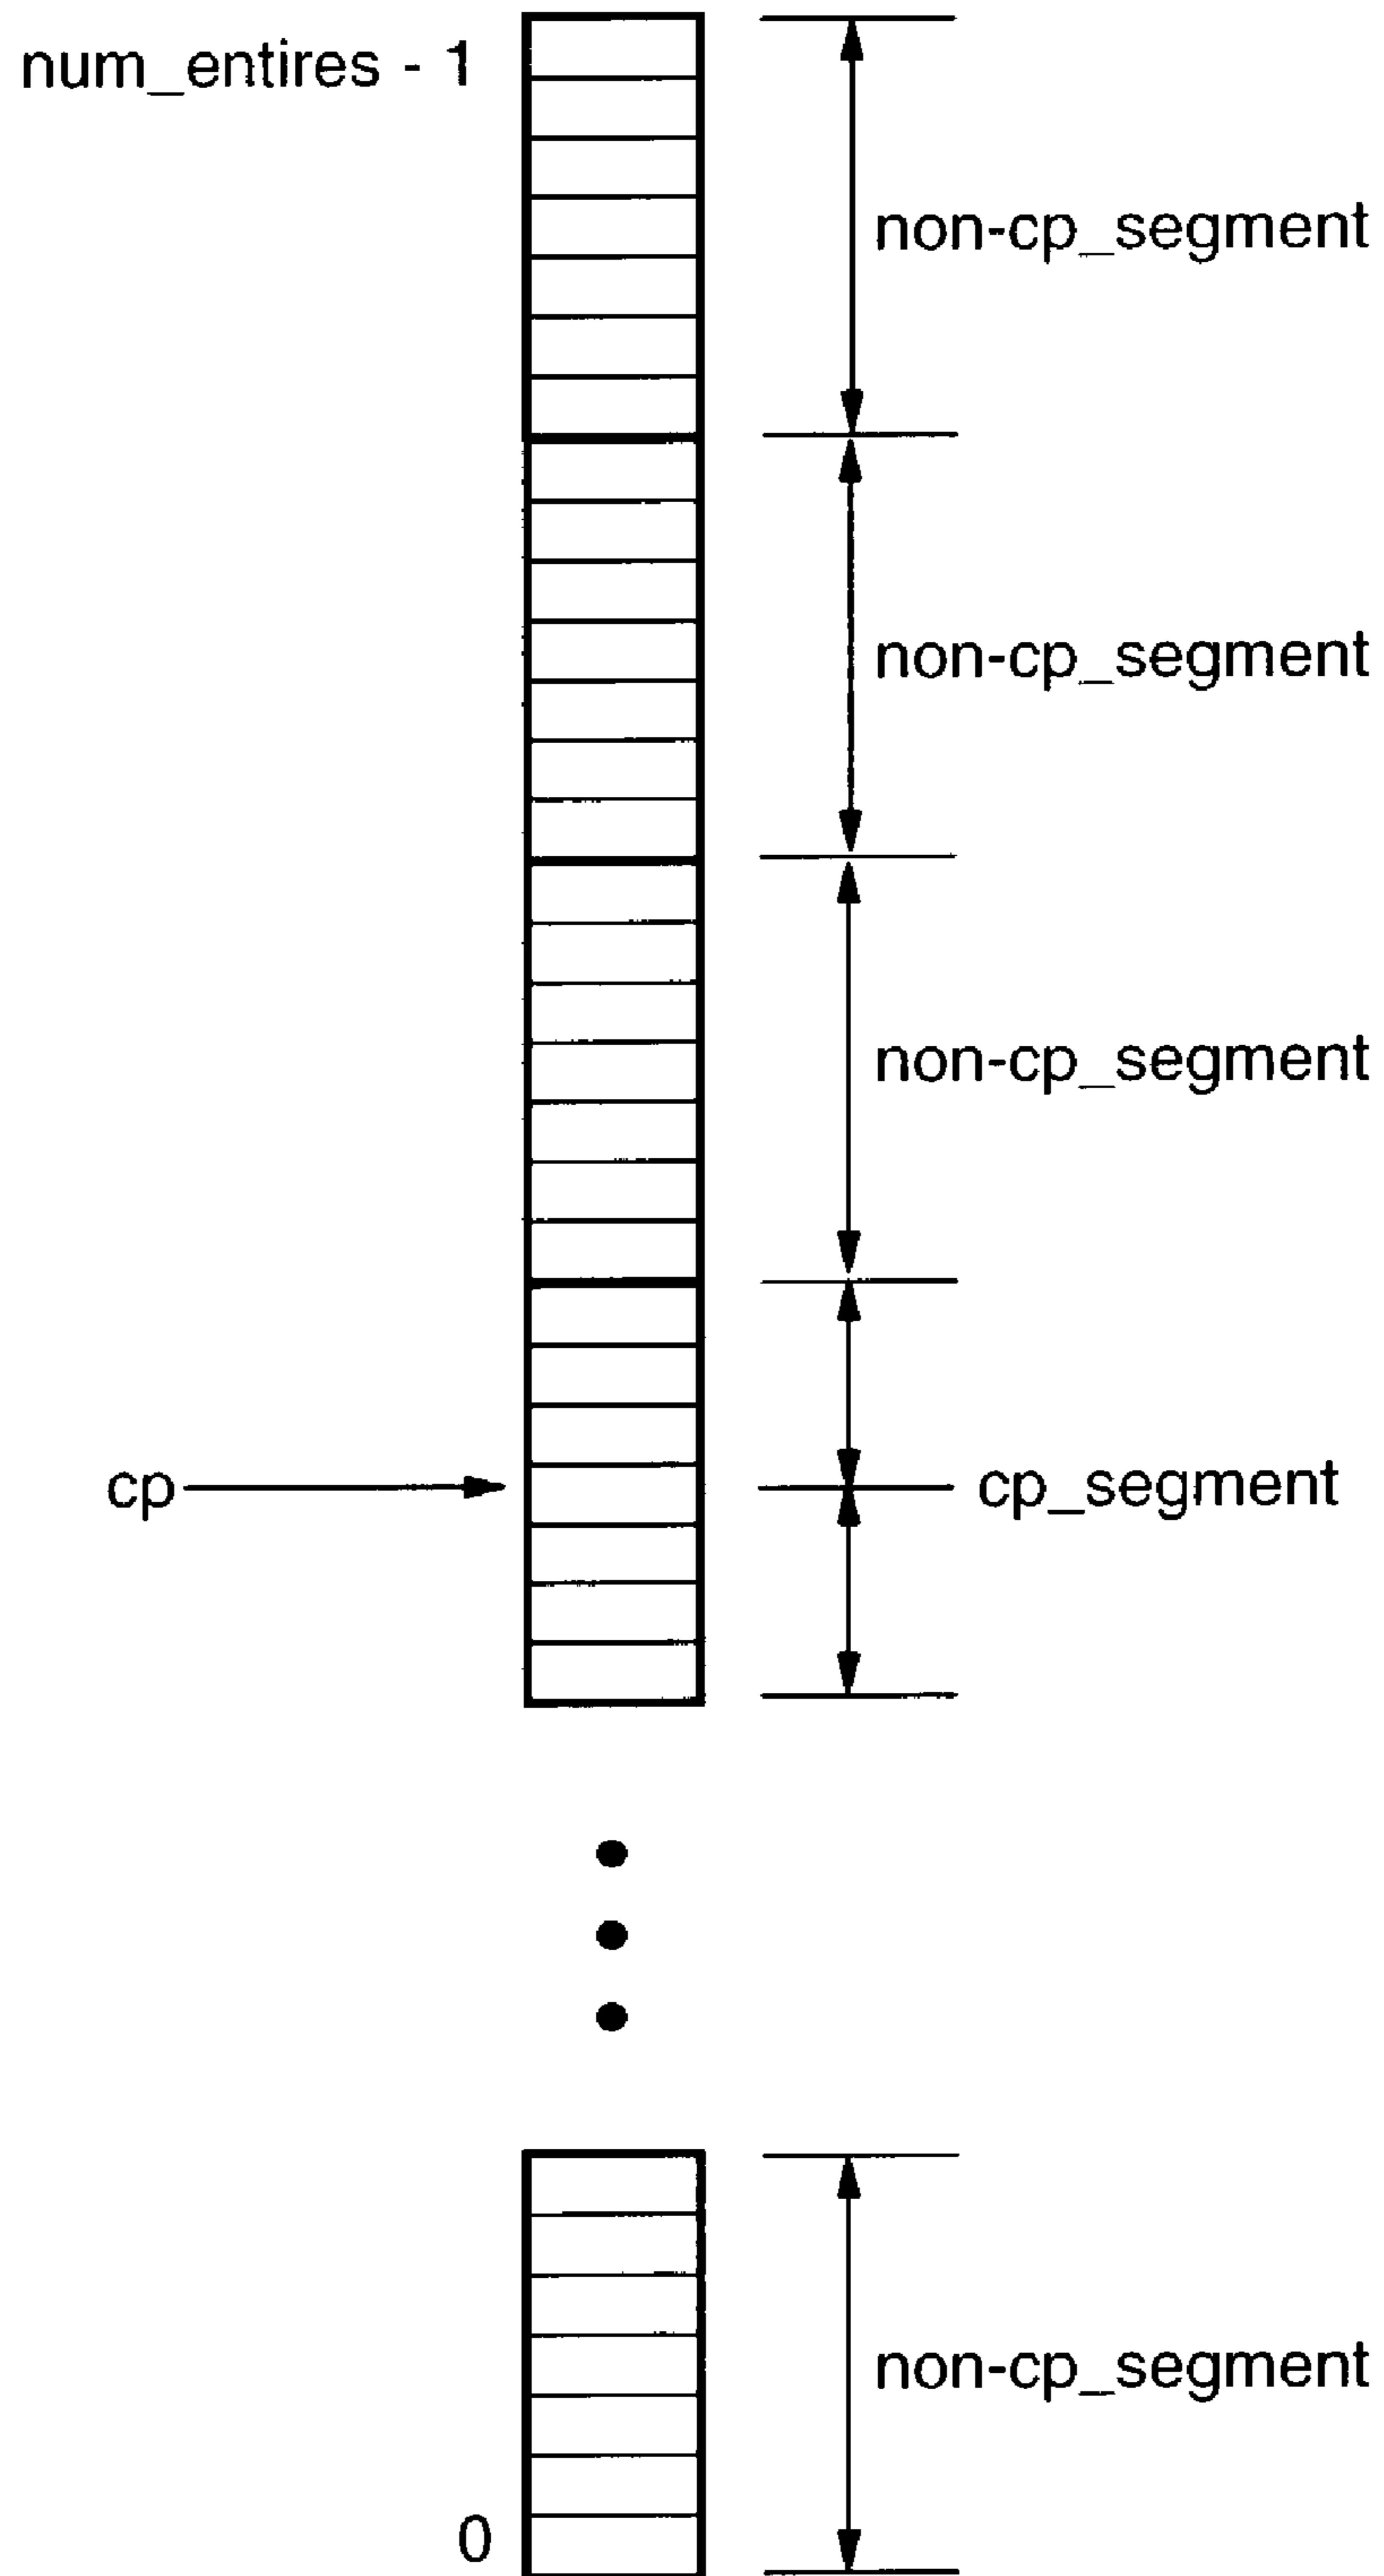 num_entires - 1
non-cp_segment
non-cp_segment
non-cp_segment
cp
cp_segment
non-cp_segment
0